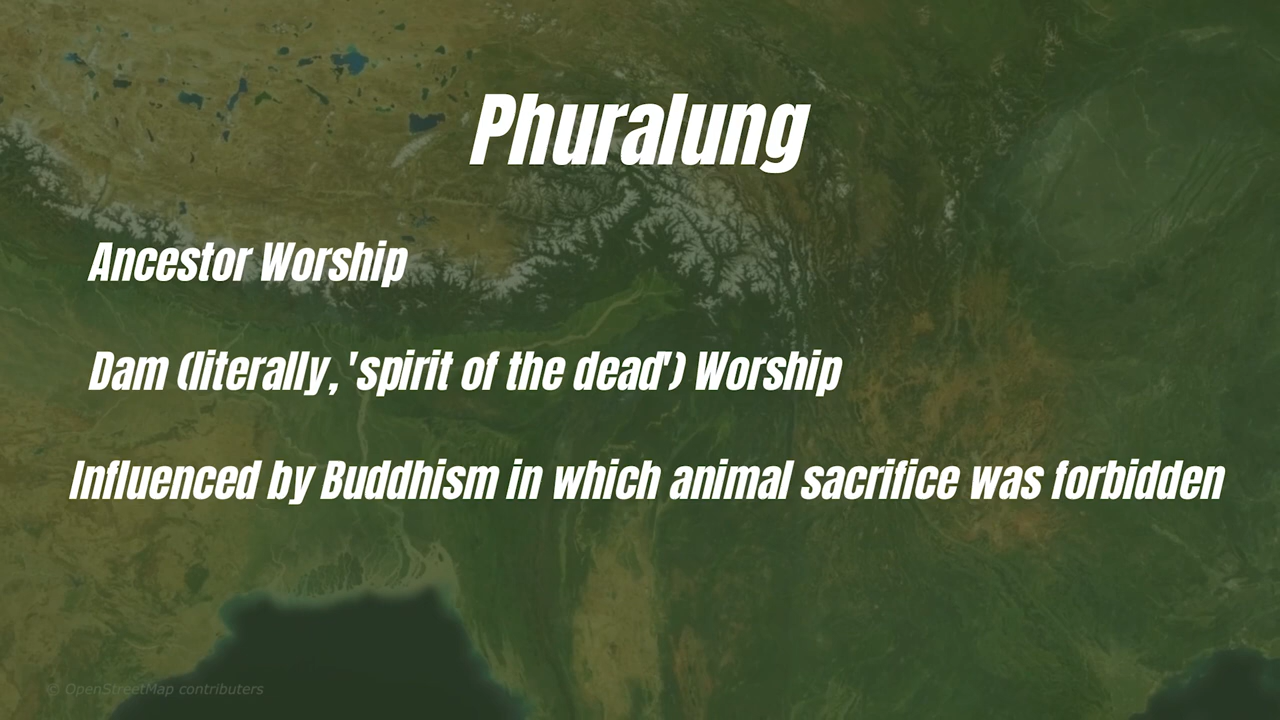 Phuralung
Ancestor Worship
Dam (literally, 'spirit of the dead') Worship
Influenced by Buddhism in which animal sacrifice was forbidden
© OpenStreetMap contributers